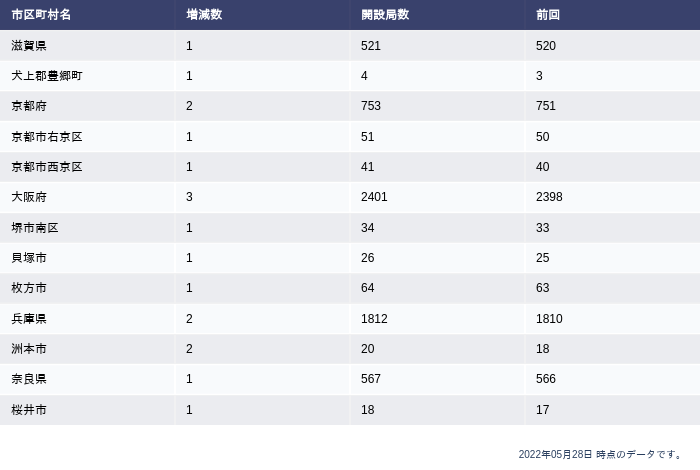 市区町村名 増減数 開設局数 前回
滋賀県 1 521 520
犬上郡豊郷町 1 4 3
京都府 2 753 751
京都市右京区 1 51 50
京都市西京区 1 41 40
大阪府 3 2401 2398
堺市南区 1 34 33
貝塚市 1 26 25
枚方市 1 64 63
兵庫県 2 1812 1810
洲本市 2 20 18
奈良県 1 567 566
桜井市 1 18 17
2022年05月28日 時点のデータです。